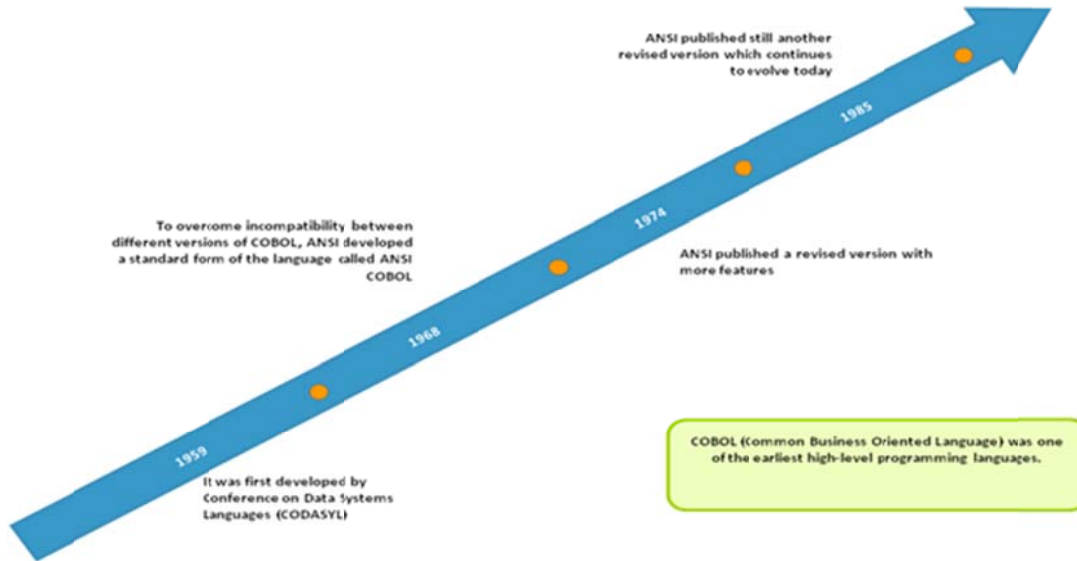 ANSI published still another
revised version which continues
to evolve today
1985
1974
To overcome incompatibility between
different versions of COBOL, ANSI developed
a standard form of the language called ANSI
COBOL
ANSI published a revised version with
more features
1968
COBOL (Common Business Oriented Language) was one
of the earliest high-level programming languages.
1959
It was first developed by
Conference on Data Systems
Languages (CODASYL)